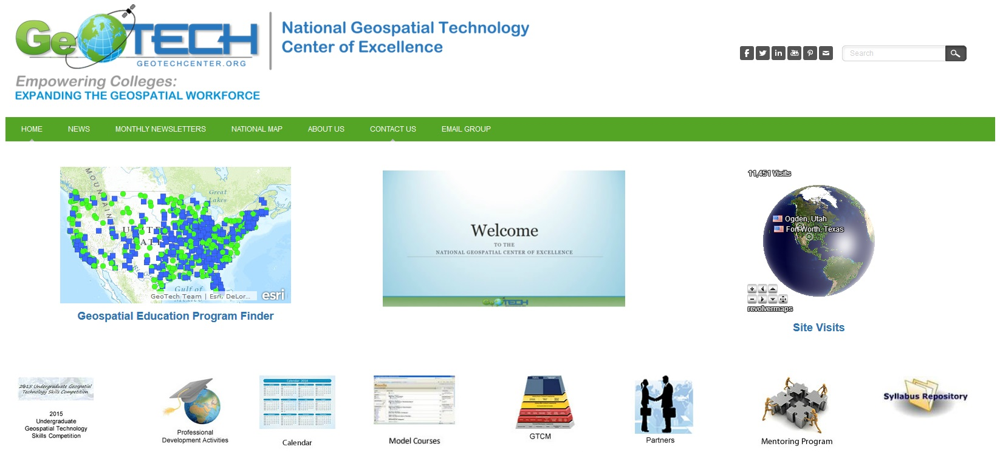 GeoTECH
GEOTECHCENTER.ORG
Empowering Colleges:
EXPANDING THE GEOSPATIAL WORKFORCE
National Geospatial Technology
Center of Excellence
Search
HOME NEWS MONTHLY NEWSLETTERS NATIONAL MAP ABOUT US CONTACT US EMAIL GROUP
MOUNTAIN
Great
Lakes
Gulf of
GeoTech Team | Esri, DeLor...
esri
Geospatial Education Program Finder
Welcome
TO THE
NATIONAL GEOSPATIAL CENTER OF EXCELLENCE
GEOTECH
11,451 Visits
Ogden, Utah
Fort Worth, Texas
revolvermaps
Site Visits
2015 Undergraduate Geospatial
Technology Skills Competition
2015
Undergraduate
Geospatial Technology
Skills Competition
Professional
Development Activities
Calendar 2014
Calendar
Model Courses
GTCM
Partners
Mentoring Program
Syllabus Repository